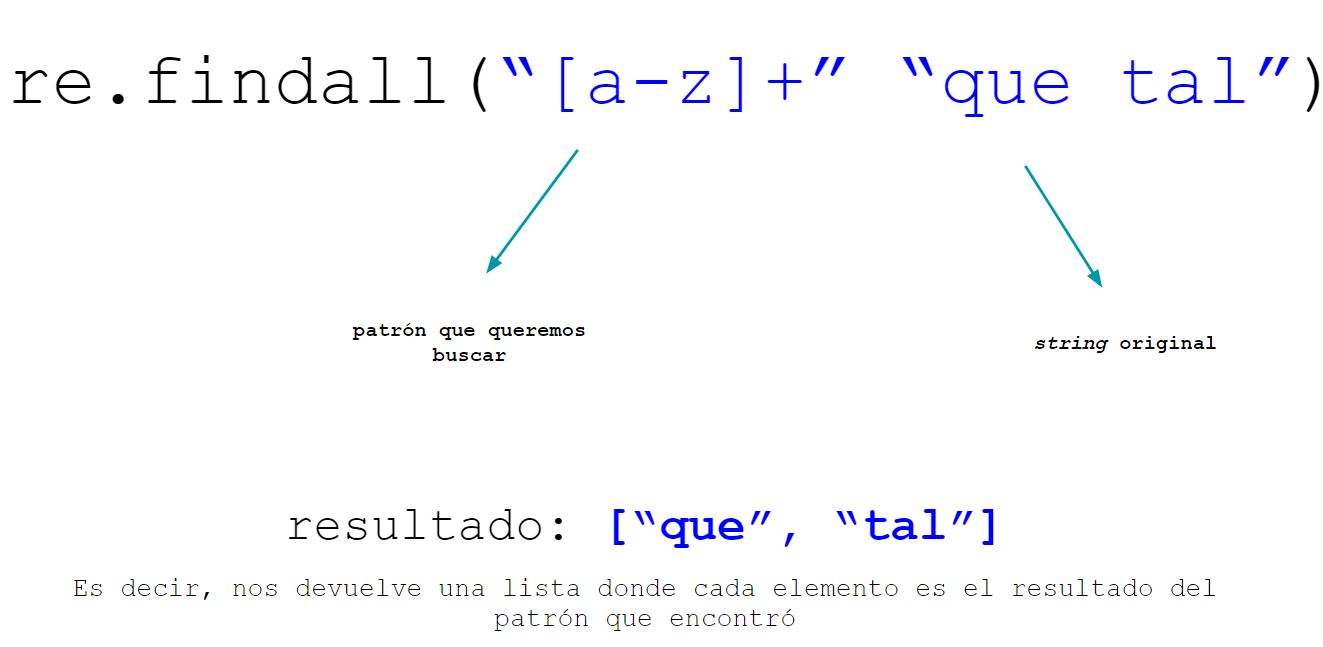 re.findall(“[a-z]+” “que tal”)
patrón que queremos
buscar
string original
resultado: [“que”, “tal”]
Es decir, nos devuelve una lista donde cada elemento es el resultado del
patrón que encontró